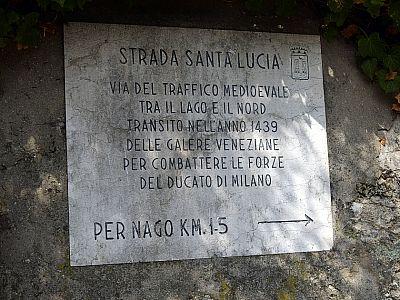 STRADA SANTA LUCIA
VIA DEL TRAFFICO MEDIOEVALE
TRA IL LAGO E IL NORD
TRANSITO NELL'ANNO 1439
DELLE GALERE VENEZIANE
PER COMBATTERE LE FORZE
DEL DUCATO DI MILANO
PER NAGO KM. 1-5